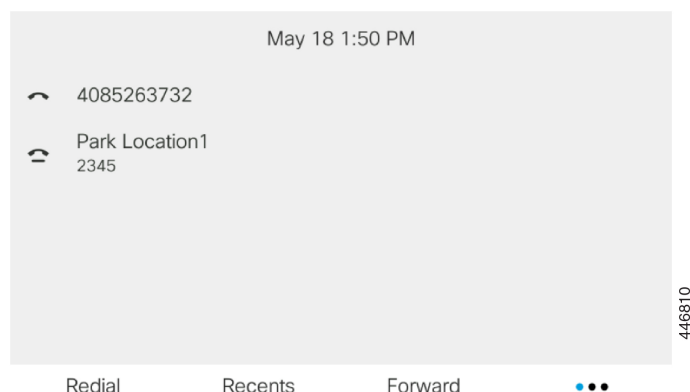 May 18 1:50 PM
4085263732
Park Location1
2345
446810
Redial Recents Forward